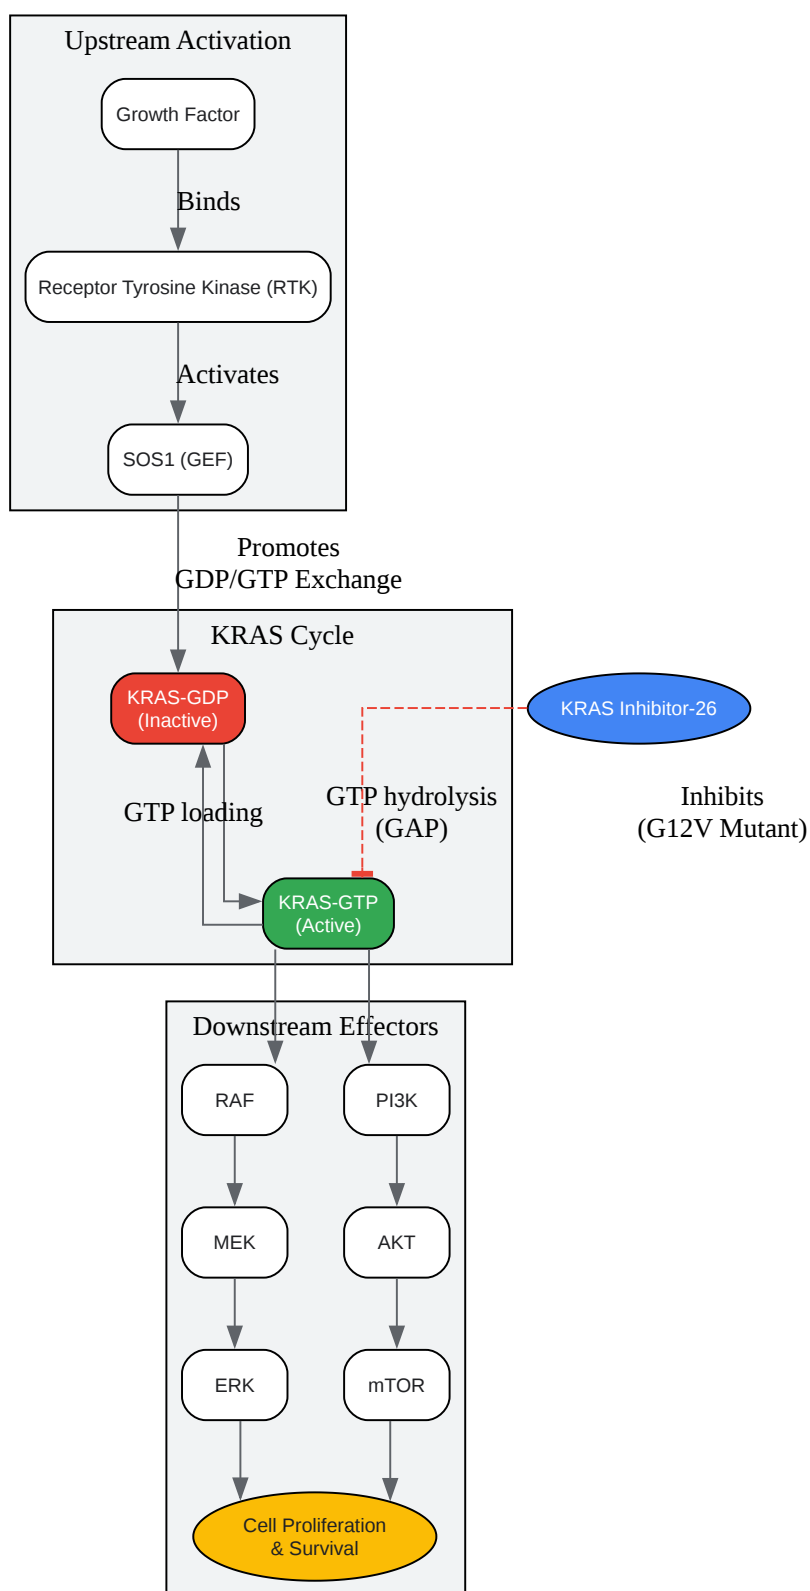 Upstream Activation
Growth Factor
Binds
Receptor Tyrosine Kinase (RTK)
Activates
SOS1 (GEF)
Promotes
GDP/GTP Exchange
KRAS Cycle
KRAS-GDP
(Inactive)
KRAS Inhibitor-26
GTP loading
GTP hydrolysis
(GAP)
Inhibits
(G12V Mutant)
KRAS-GTP
(Active)
Downstream Effectors
RAF
PI3K
MEK
AKT
ERK
mTOR
Cell Proliferation
& Survival